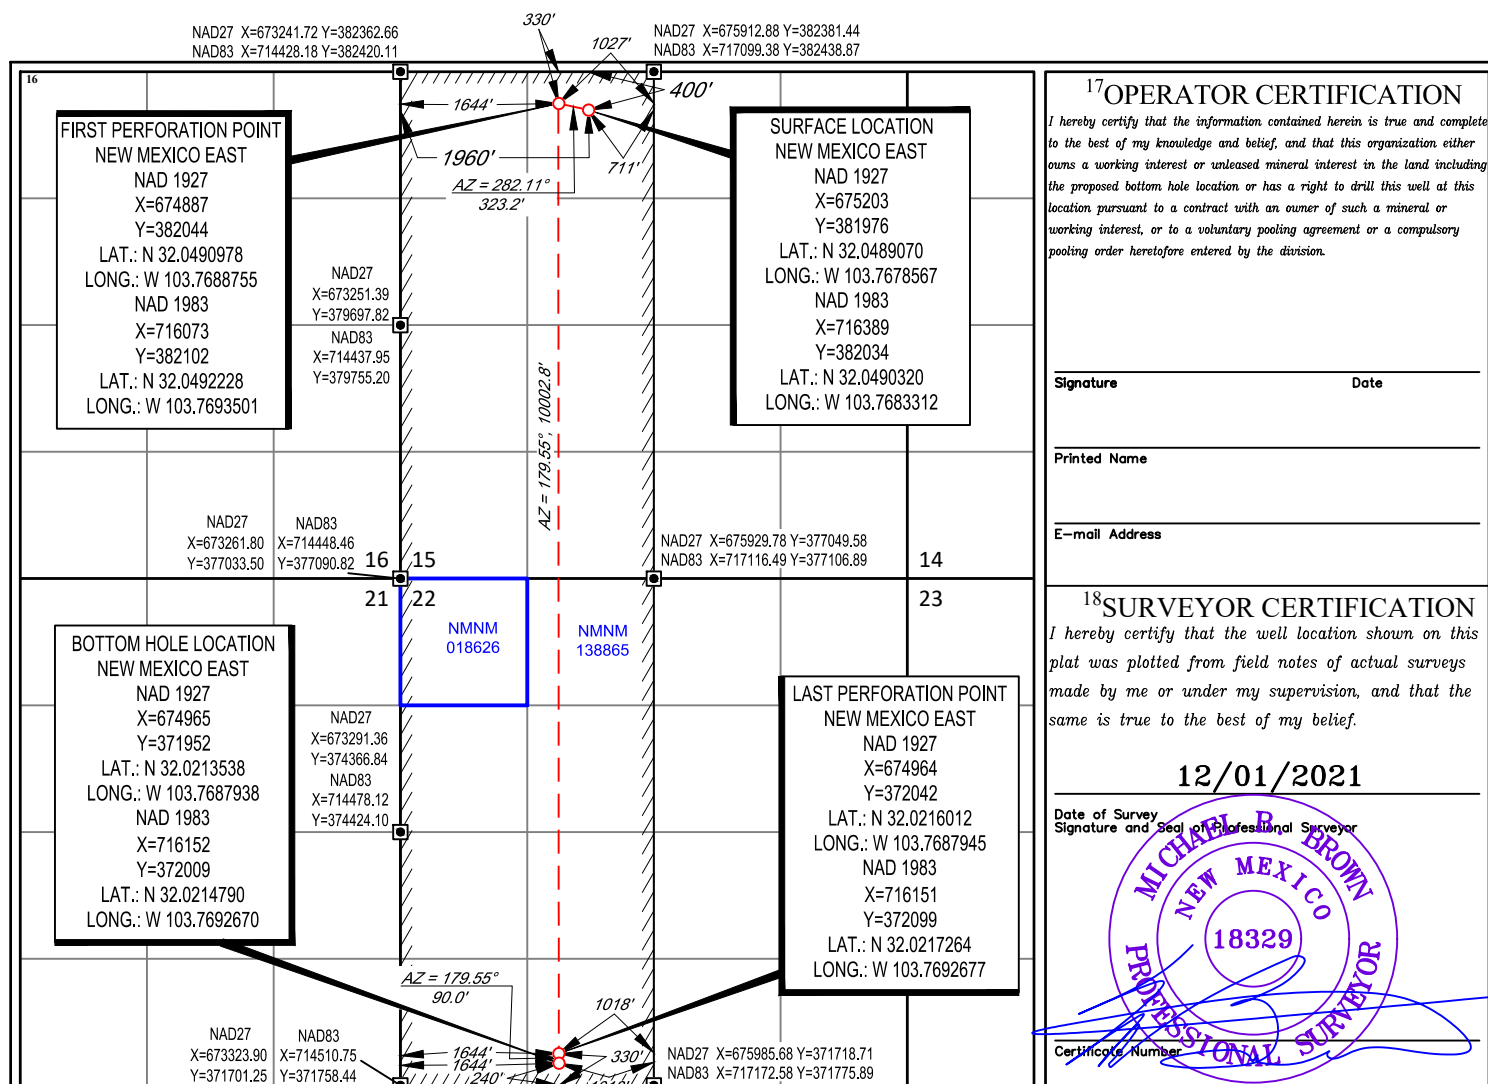 330'
NAD27 X=673241.72 Y=382362.66
NAD83 X=714428.18 Y=382420.11
1027'
NAD27 X=675912.88 Y=382381.44
NAD83 X=717099.38 Y=382438.87
16
1644'
400'
1960'
711'
AZ = 282.11°
323.2'
FIRST PERFORATION POINT
NEW MEXICO EAST
NAD 1927
X=674887
Y=382044
LAT.: N 32.0490978
LONG.: W 103.7688755
NAD 1983
X=716073
Y=382102
LAT.: N 32.0492228
LONG.: W 103.7693501
SURFACE LOCATION
NEW MEXICO EAST
NAD 1927
X=675203
Y=381976
LAT.: N 32.0489070
LONG.: W 103.7678567
NAD 1983
X=716389
Y=382034
LAT.: N 32.0490320
LONG.: W 103.7683312
NAD27
X=673251.39
Y=379697.82
NAD83
X=714437.95
Y=379755.20
AZ = 179.55°, 10002.8'
NAD27
X=673261.80
Y=377033.50
NAD83
X=714448.46
Y=377090.82
NAD27 X=675929.78 Y=377049.58
NAD83 X=717116.49 Y=377106.89
16 15
14
21 22
23
NMNM
018626
NMNM
138865
BOTTOM HOLE LOCATION
NEW MEXICO EAST
NAD 1927
X=674965
Y=371952
LAT.: N 32.0213538
LONG.: W 103.7687938
NAD 1983
X=716152
Y=372009
LAT.: N 32.0214790
LONG.: W 103.7692670
NAD27
X=673291.36
Y=374366.84
NAD83
X=714478.12
Y=374424.10
LAST PERFORATION POINT
NEW MEXICO EAST
NAD 1927
X=674964
Y=372042
LAT.: N 32.0216012
LONG.: W 103.7687945
NAD 1983
X=716151
Y=372099
LAT.: N 32.0217264
LONG.: W 103.7692677
AZ = 179.55°
90.0'
1018'
1644'
1644'
330'
240'
NAD27
X=673323.90
Y=371701.25
NAD83
X=714510.75
Y=371758.44
NAD27 X=675985.68 Y=371718.71
NAD83 X=717172.58 Y=371775.89
17 OPERATOR CERTIFICATION
I hereby certify that the information contained herein is true and complete
to the best of my knowledge and belief, and that this organization either
owns a working interest or unleased mineral interest in the land including
the proposed bottom hole location or has a right to drill this well at this
location pursuant to a contract with an owner of such a mineral or
working interest, or to a voluntary pooling agreement or a compulsory
pooling order heretofore entered by the division.
Signature Date
Printed Name
E-mail Address
18 SURVEYOR CERTIFICATION
I hereby certify that the well location shown on this
plat was plotted from field notes of actual surveys
made by me or under my supervision, and that the
same is true to the best of my belief.
12/01/2021
Date of Survey
Signature and Seal of Professional Surveyor
MICHAEL B. BROWN
NEW MEXICO
18329
PROFESSIONAL SURVEYOR
Certificate Number